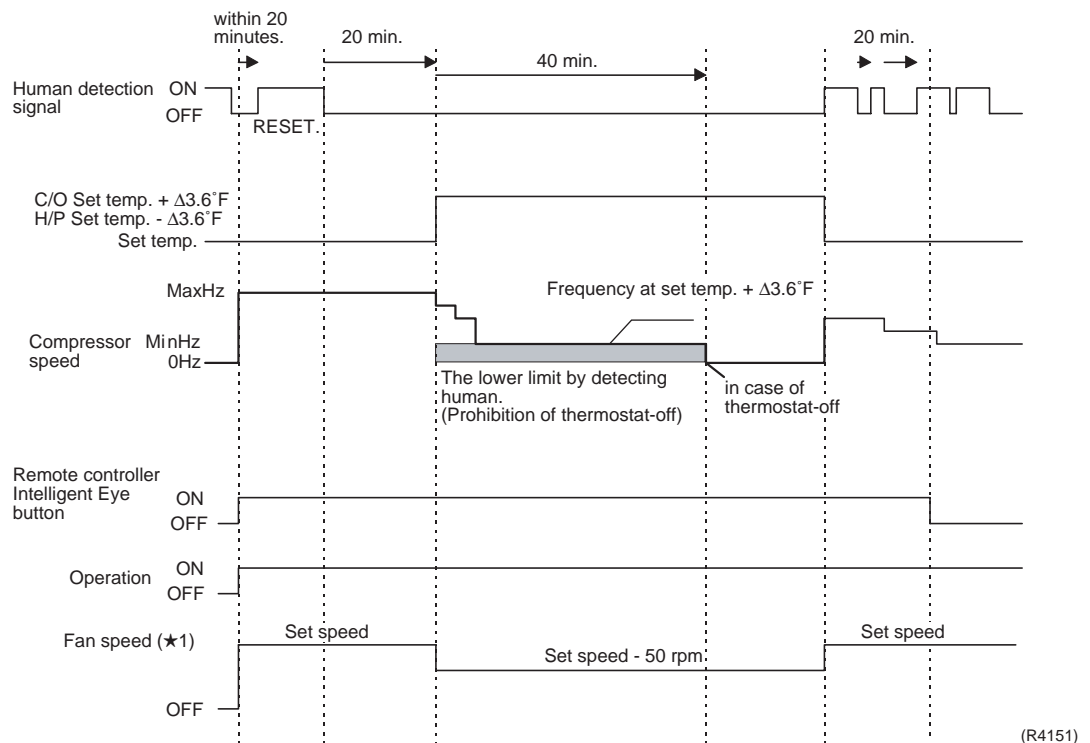 within 20
minutes.
20 min.
40 min.
20 min.
Human detection
signal
ON
OFF
RESET.
C/O Set temp. + Δ3.6˚F
H/P Set temp. - Δ3.6˚F
Set temp.
MaxHz
Frequency at set temp. + Δ3.6˚F
Compressor
speed
MinHz
0Hz
The lower limit by detecting
human.
(Prohibition of thermostat-off)
in case of
thermostat-off
Remote controller
Intelligent Eye
button
ON
OFF
Operation
ON
OFF
Fan speed (★1)
Set speed
Set speed - 50 rpm
Set speed
OFF
(R4151)